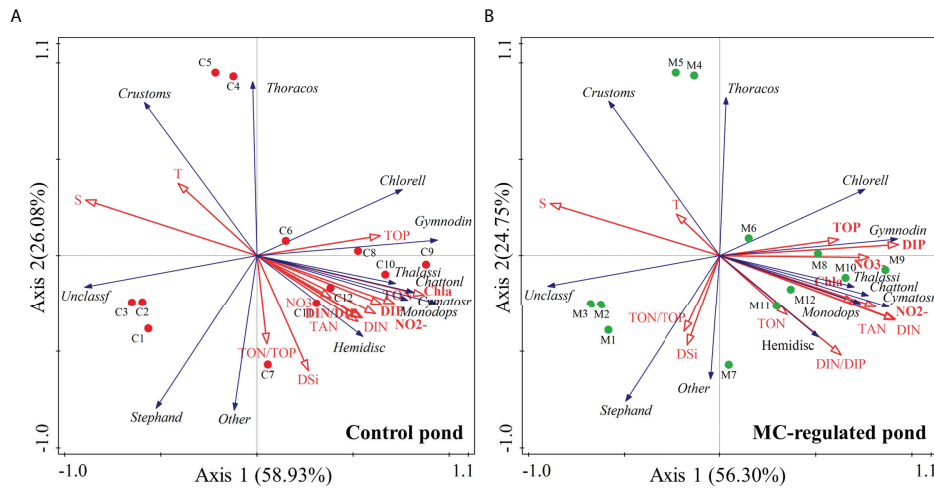 A
1.1
Axis 2(26.08%)
-1.0
C5
C4
Thoracos
Crustoms
T
S
Chlorell
Gymnodin
TOP
C6
C8
C9
C10
Thalassi
Chattonl
Cymatosr
Chla
Monodops
Unclassf
C3
C2
C1
NO3
C11
C12
DIN/DIP
DIP
TAN
DIN
NO2-
Hemidisc
TON/TOP
C7
DSi
Stephand
Other
Control pond
-1.0
Axis 1 (58.93%)
1.1
B
1.1
Axis 2(24.75%)
-1.0
M5
M4
Thoracos
Crustoms
T
S
Chlorell
TOP
Gymnodin
DIP
M6
M8
NO3
M9
M10
Thalassi
Chattonl
Chla
Cymatosr
Monodops
Unclassf
M3
M2
M1
M11
M12
NO2-
TON
TAN
DIN
TON/TOP
DSi
Hemidisc
DIN/DIP
M7
Other
Stephand
MC-regulated pond
-1.0
Axis 1 (56.30%)
1.1